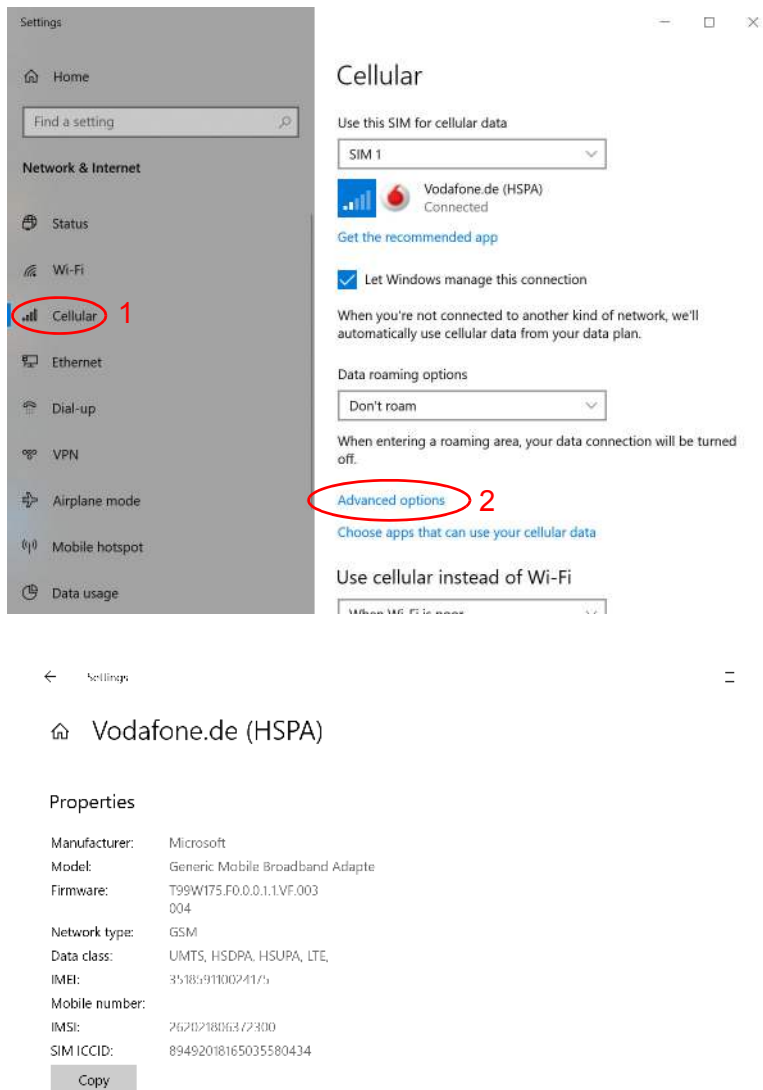 Settings
Home
Find a setting
Network & Internet
Status
Wi-Fi
Cellular 1
Ethernet
Dial-up
VPN
Airplane mode
Mobile hotspot
Data usage
Cellular
Use this SIM for cellular data
SIM 1
Vodafone.de (HSPA)
Connected
Get the recommended app
Let Windows manage this connection
When you're not connected to another kind of network, we'll
automatically use cellular data from your data plan.
Data roaming options
Don't roam
When entering a roaming area, your data connection will be turned
off.
Advanced options 2
Choose apps that can use your cellular data
Use cellular instead of Wi-Fi
When Wi-Fi is poor
Settings
Vodafone.de (HSPA)
Properties
Manufacturer: Microsoft
Model: Generic Mobile Broadband Adapte
Firmware: T99W175.F0.0.0.1.1.VF.003
004
Network type: GSM
Data class: UMTS, HSDPA, HSUPA, LTE,
IMEI: 351859110024175
Mobile number:
IMSI: 262021806372300
SIM ICCID: 89492018165035580434
Copy